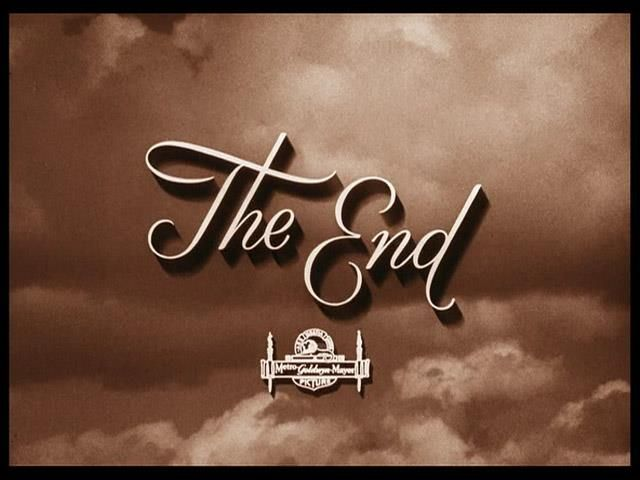 The End
Metro-Goldwyn-Mayer
PICTURE